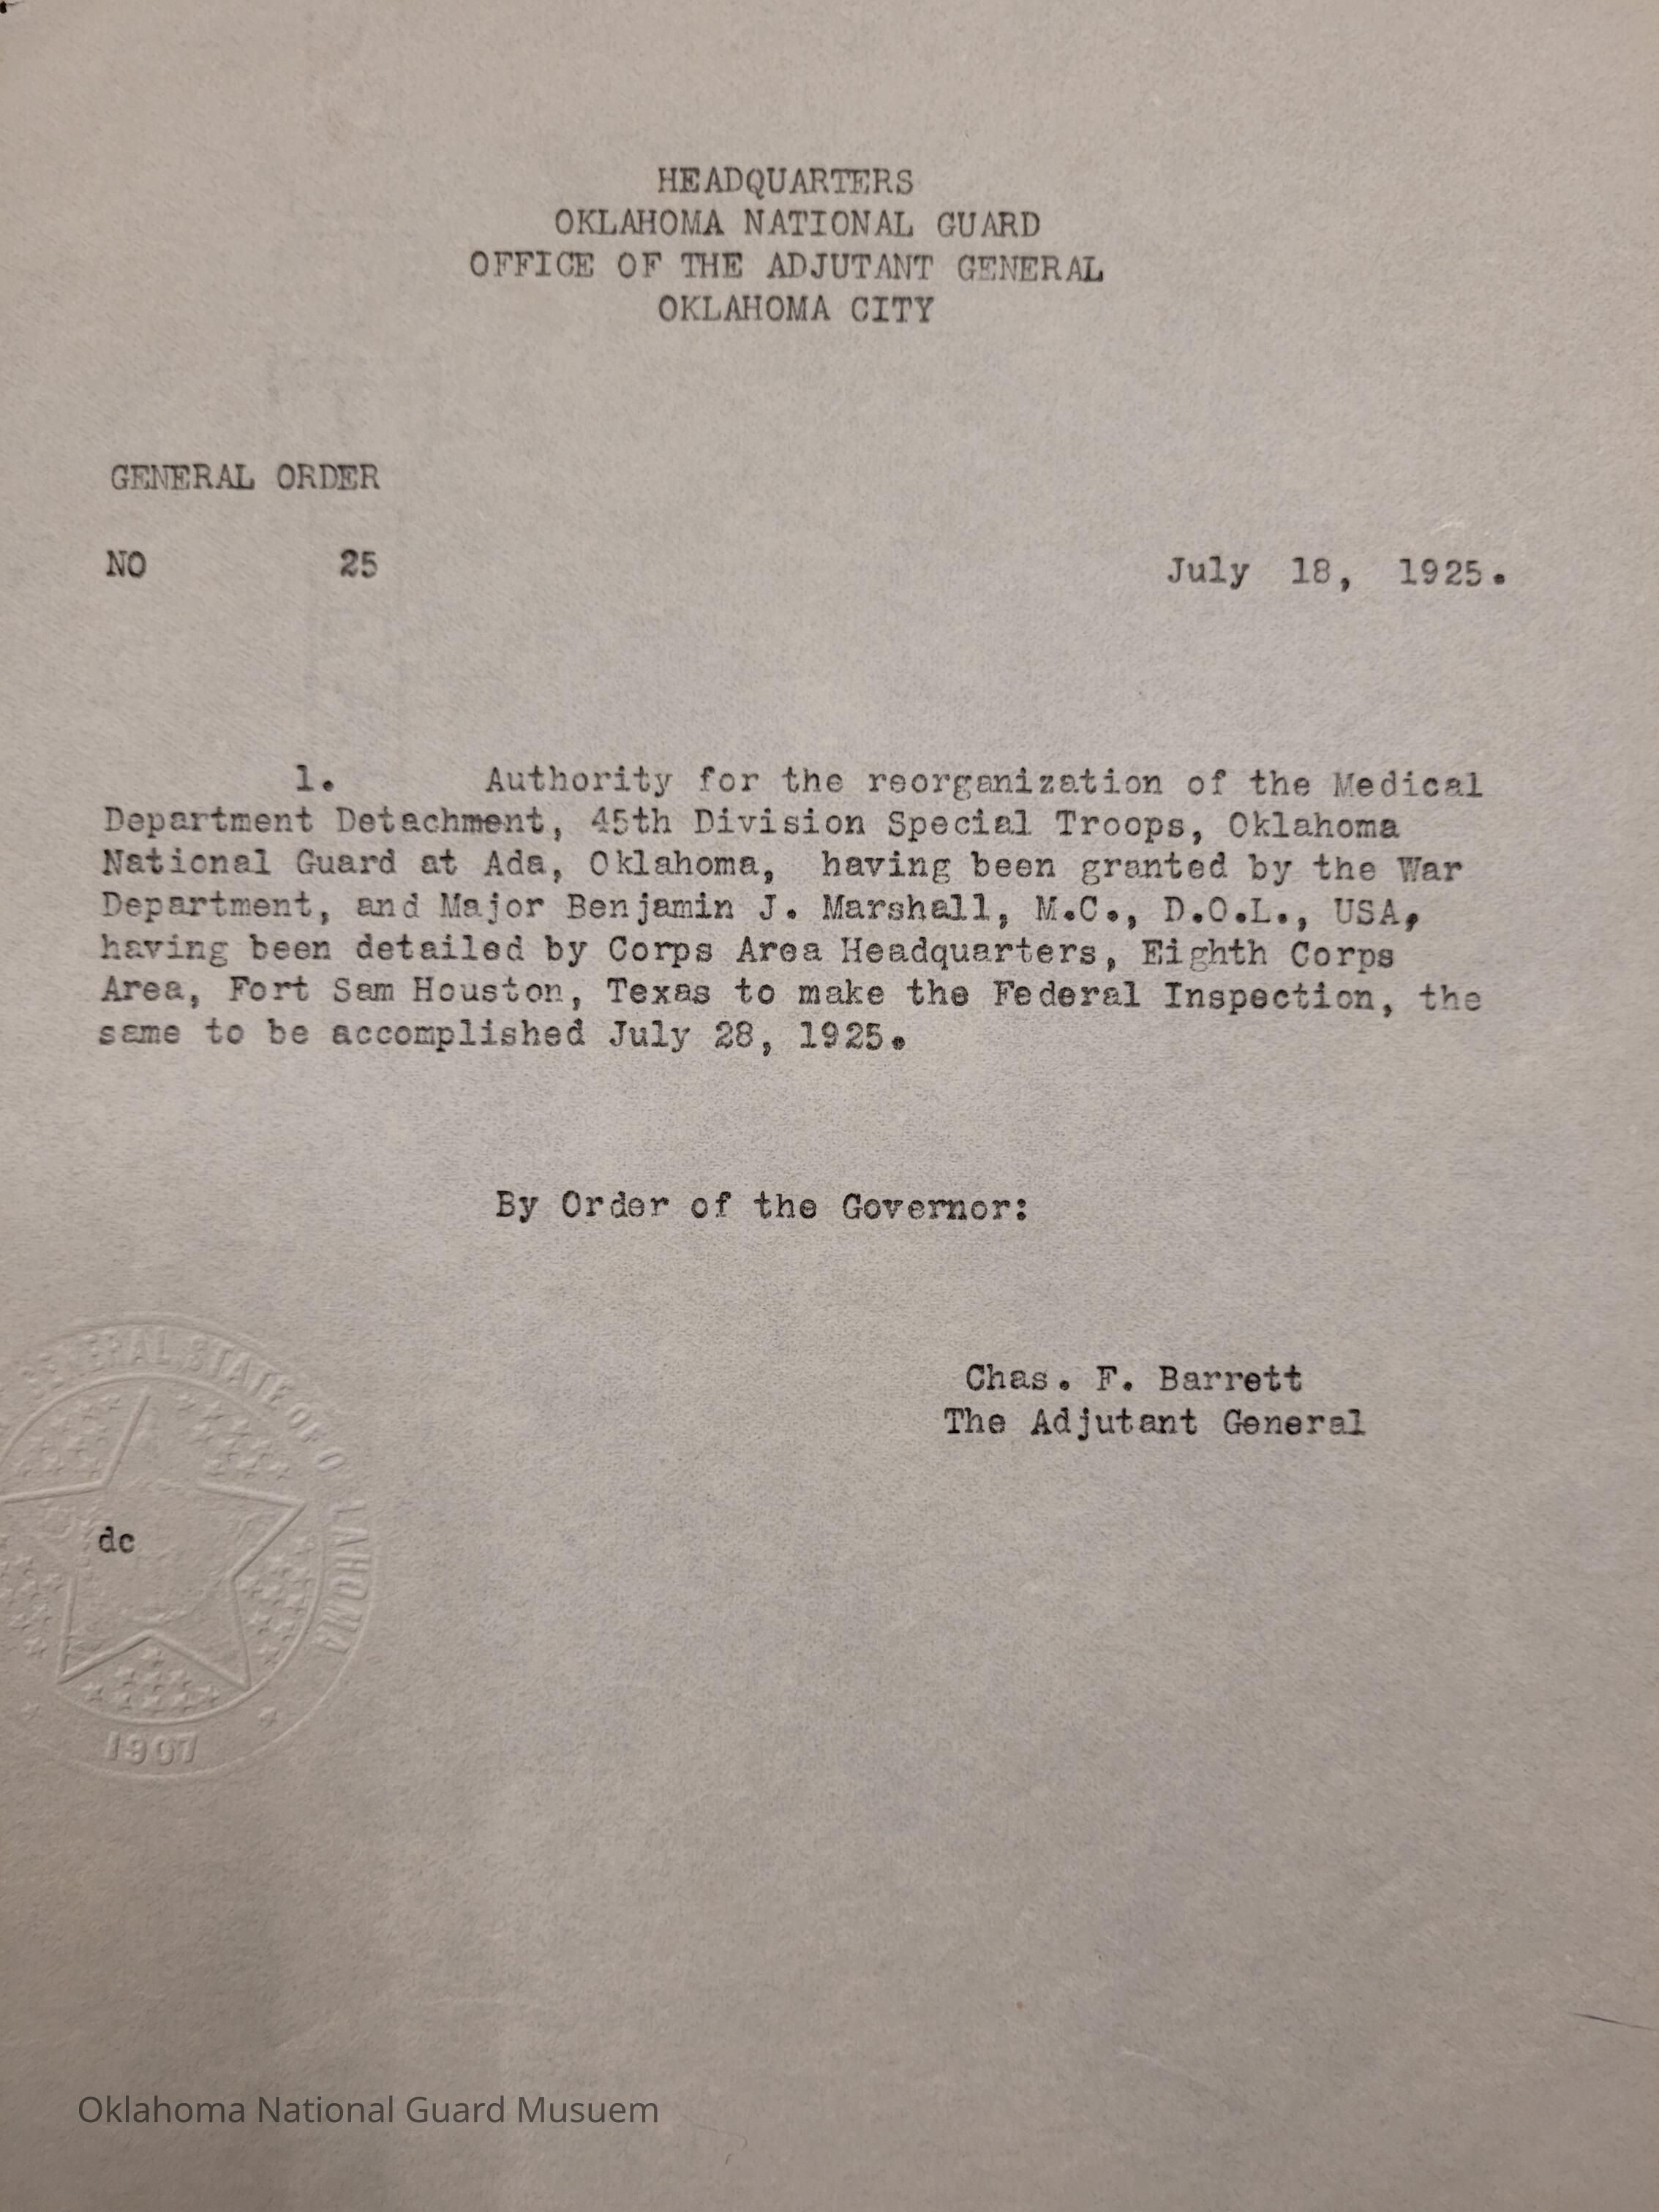 HEADQUARTERS
OKLAHOMA NATIONAL GUARD
OFFICE OF THE ADJUTANT GENERAL
OKLAHOMA CITY
GENERAL ORDER
NO 25 July 18, 1925.
1. Authority for the reorganization of the Medical
Department Detachment, 45th Division Special Troops, Oklahoma
National Guard at Ada, Oklahoma, having been granted by the War
Department, and Major Benjamin J. Marshall, M.C., D.O.L., USA,
having been detailed by Corps Area Headquarters, Eighth Corps
Area, Fort Sam Houston, Texas to make the Federal Inspection, the
same to be accomplished July 28, 1925.
By Order of the Governor:
Chas. F. Barrett
The Adjutant General
GENERAL STATE OF O LAHOMA
dc
1907
Oklahoma National Guard Musuem